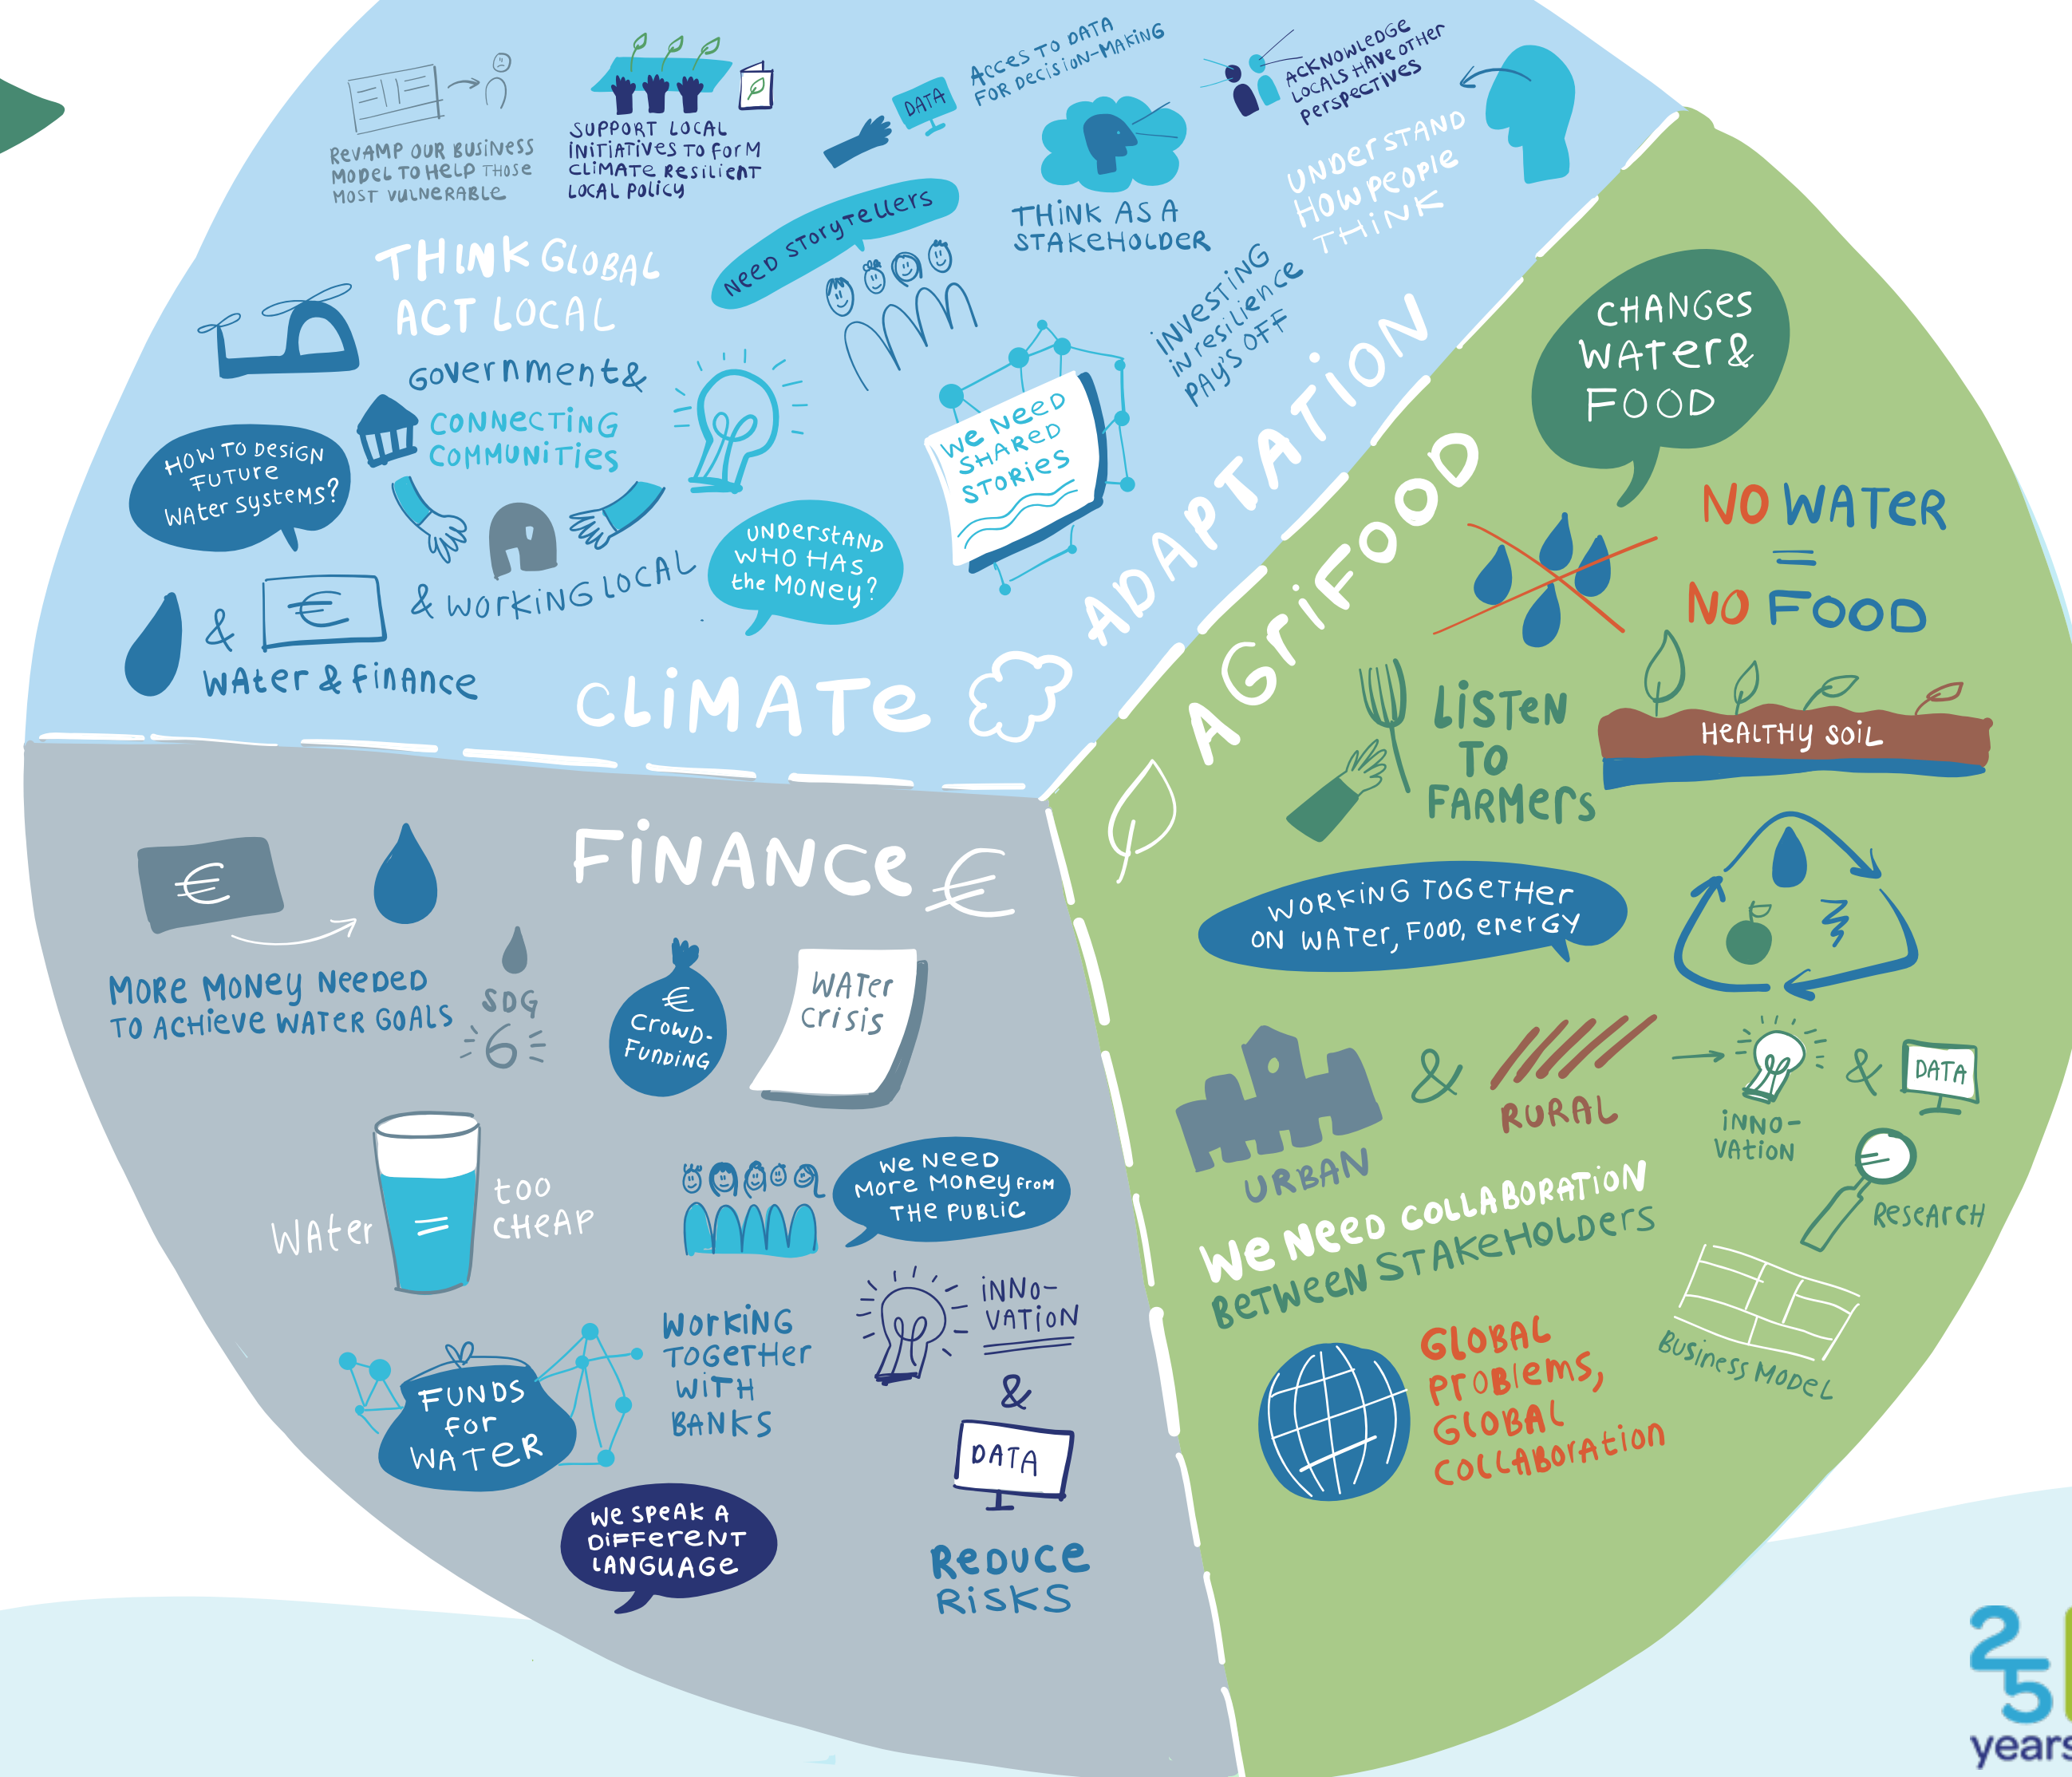 REVAMP OUR BUSINESS
MODEL TO HELP THOSE
MOST VULNERABLE
SUPPORT LOCAL
INITIATIVES TO FORM
CLIMATE RESILIENT
LOCAL POLICY
DATA
ACCES TO DATA
FOR DECISION-MAKING
ACKNOWLEDGE
LOCALS HAVE OTHER
PERSPECTIVES
UNDERSTAND
HOW PEOPLE
THINK
THINK AS A
STAKEHOLDER
NEED STORYTELLERS
THINK GLOBAL
ACT LOCAL
INVESTING
IN RESILIENCE
PAY'S OFF
GOVERNMENT &
CONNECTING
COMMUNITIES
WE NEED
SHARED
STORIES
HOW TO DESIGN
FUTURE
WATER SYSTEMS?
UNDERSTAND
WHO HAS
THE MONEY?
& WORKING LOCAL
& €
WATER & FINANCE
CLIMATE
ADAPTATION
AGRIFOOD
CHANGES
WATER &
FOOD
NO WATER
=
NO FOOD
LISTEN
TO
FARMERS
HEALTHY SOIL
WORKING TOGETHER
ON WATER, FOOD, ENERGY
URBAN
&
RURAL
INNO-
VATION
&
DATA
RESEARCH
BUSINESS MODEL
WE NEED COLLABORATION
BETWEEN STAKEHOLDERS
GLOBAL
PROBLEMS,
GLOBAL
COLLABORATION
FINANCE €
€
MORE MONEY NEEDED
TO ACHIEVE WATER GOALS
SDG
6
€
CROWD-
FUNDING
WATER
CRISIS
WATER
=
TOO
CHEAP
WE NEED
MORE MONEY FROM
THE PUBLIC
FUNDS
FOR
WATER
WORKING
TOGETHER
WITH
BANKS
INNO-
VATION
&
DATA
REDUCE
RISKS
WE SPEAK A
DIFFERENT
LANGUAGE
25
years